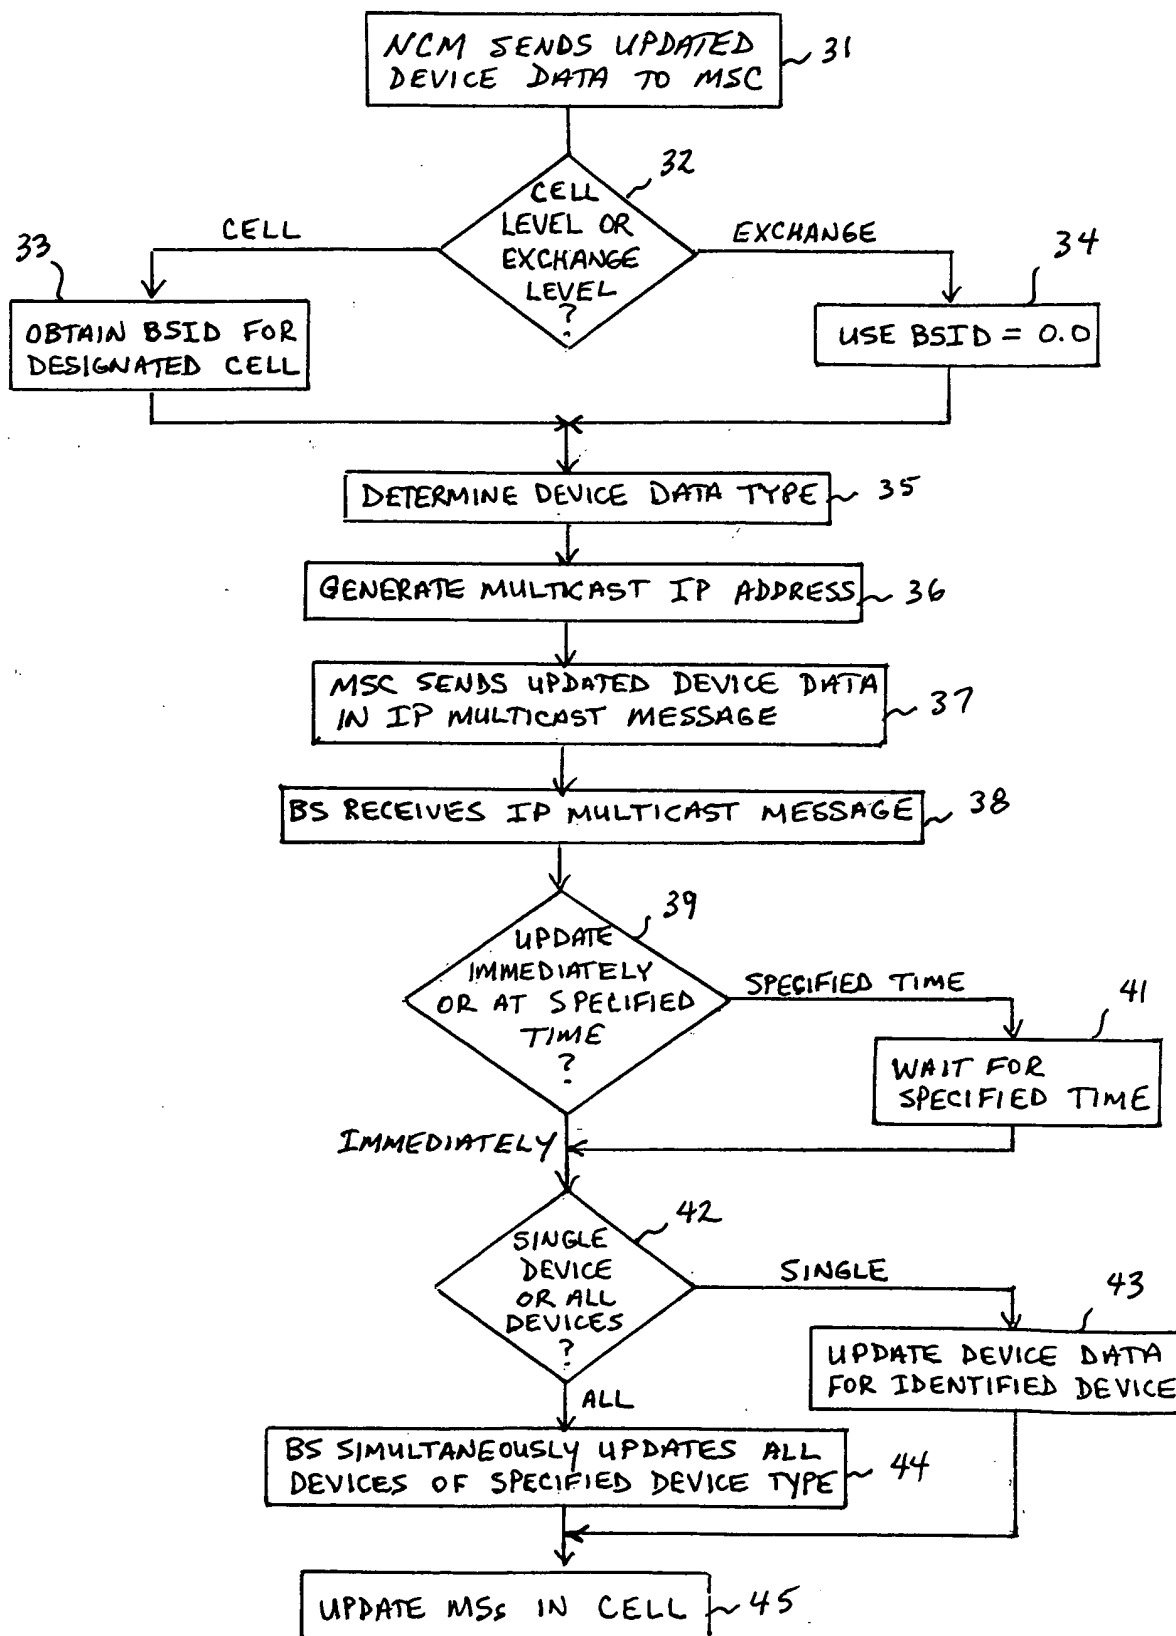 NCM SENDS UPDATED
DEVICE DATA TO MSC
31
32
CELL
LEVEL OR
EXCHANGE
LEVEL
?
CELL
EXCHANGE
33
34
OBTAIN BSID FOR
DESIGNATED CELL
USE BSID = 0.0
DETERMINE DEVICE DATA TYPE
35
GENERATE MULTICAST IP ADDRESS
36
MSC SENDS UPDATED DEVICE DATA
IN IP MULTICAST MESSAGE
37
BS RECEIVES IP MULTICAST MESSAGE
38
39
UPDATE
IMMEDIATELY
OR AT SPECIFIED
TIME
?
SPECIFIED TIME
41
WAIT FOR
SPECIFIED TIME
IMMEDIATELY
42
SINGLE
DEVICE
OR ALL
DEVICES
?
SINGLE
43
UPDATE DEVICE DATA
FOR IDENTIFIED DEVICE
ALL
BS SIMULTANEOUSLY UPDATES ALL
DEVICES OF SPECIFIED DEVICE TYPE
44
UPDATE MSs IN CELL
45